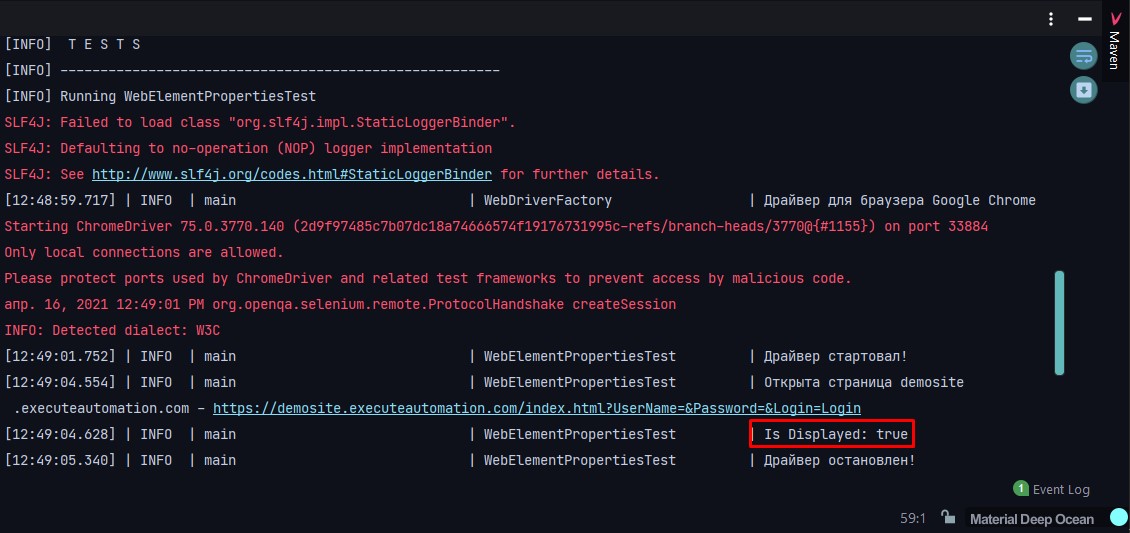 Maven
[INFO]  T E S T S
[INFO] -------------------------------------------------------
[INFO] Running WebElementPropertiesTest
SLF4J: Failed to load class "org.slf4j.impl.StaticLoggerBinder".
SLF4J: Defaulting to no-operation (NOP) logger implementation
SLF4J: See http://www.slf4j.org/codes.html#StaticLoggerBinder for further details.
[12:48:59.717] | INFO  | main                             | WebDriverFactory                 | Драйвер для браузера Google Chrome
Starting ChromeDriver 75.0.3770.140 (2d9f97485c7b07dc18a74666574f19176731995c-refs/branch-heads/3770@{#1155}) on port 33884
Only local connections are allowed.
Please protect ports used by ChromeDriver and related test frameworks to prevent access by malicious code.
апр. 16, 2021 12:49:01 PM org.openqa.selenium.remote.ProtocolHandshake createSession
INFO: Detected dialect: W3C
[12:49:01.752] | INFO  | main                             | WebElementPropertiesTest         | Драйвер стартовал!
[12:49:04.554] | INFO  | main                             | WebElementPropertiesTest         | Открыта страница demosite
.executeautomation.com – https://demosite.executeautomation.com/index.html?UserName=&Password=&Login=Login
[12:49:04.628] | INFO  | main                             | WebElementPropertiesTest         | Is Displayed: true
[12:49:05.340] | INFO  | main                             | WebElementPropertiesTest         | Драйвер остановлен!
1 Event Log
59:1 Material Deep Ocean